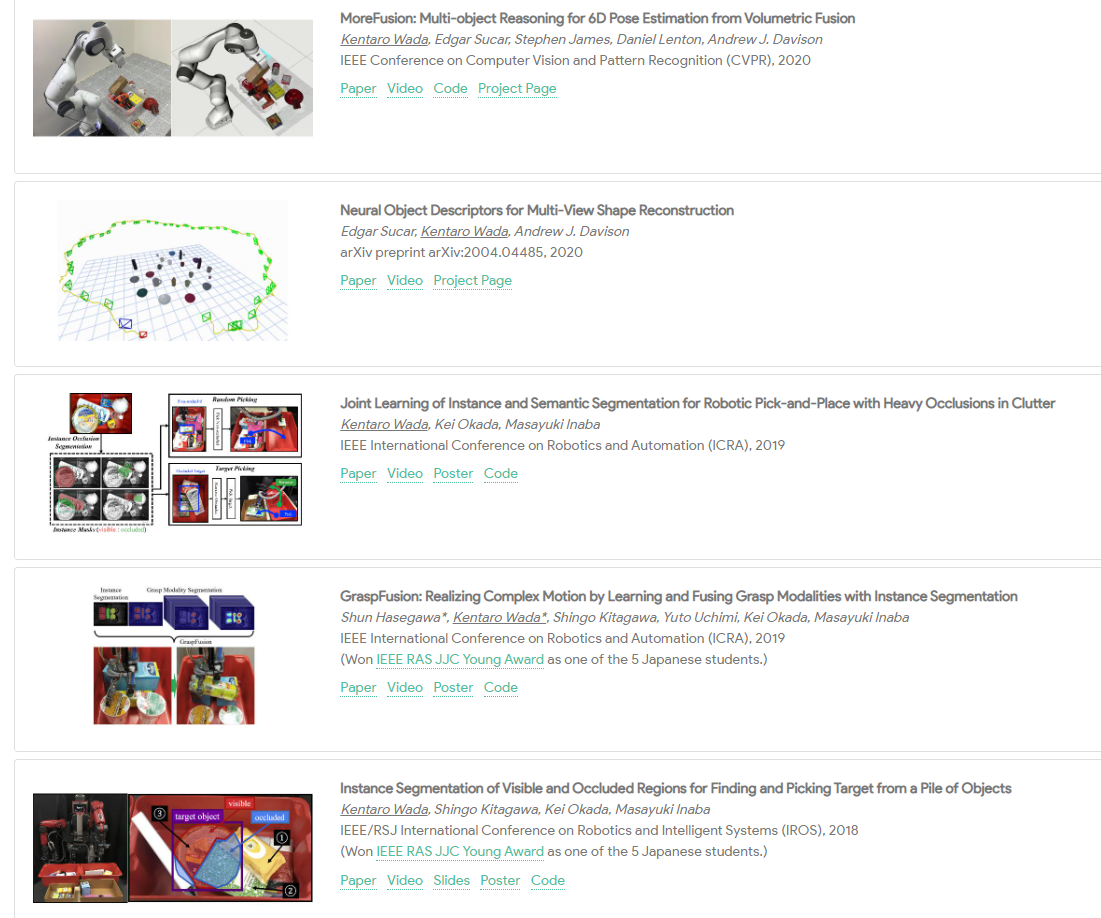 MoreFusion: Multi-object Reasoning for 6D Pose Estimation from Volumetric Fusion
Kentaro Wada, Edgar Sucar, Stephen James, Daniel Lenton, Andrew J. Davison
IEEE Conference on Computer Vision and Pattern Recognition (CVPR), 2020
Paper Video Code Project Page
Neural Object Descriptors for Multi-View Shape Reconstruction
Edgar Sucar, Kentaro Wada, Andrew J. Davison
arXiv preprint arXiv:2004.04485, 2020
Paper Video Project Page
Random Picking
Instance Occlusion
Segmentation
Target Picking
Instance Masks (visible : occluded)
Joint Learning of Instance and Semantic Segmentation for Robotic Pick-and-Place with Heavy Occlusions in Clutter
Kentaro Wada, Kei Okada, Masayuki Inaba
IEEE International Conference on Robotics and Automation (ICRA), 2019
Paper Video Poster Code
Instance
Segmentation
Grasp Modality Segmentation
GraspFusion
GraspFusion: Realizing Complex Motion by Learning and Fusing Grasp Modalities with Instance Segmentation
Shun Hasegawa*, Kentaro Wada*, Shingo Kitagawa, Yuto Uchimi, Kei Okada, Masayuki Inaba
IEEE International Conference on Robotics and Automation (ICRA), 2019
(Won IEEE RAS JJC Young Award as one of the 5 Japanese students.)
Paper Video Poster Code
visible
target object
occluded
③
①
②
Instance Segmentation of Visible and Occluded Regions for Finding and Picking Target from a Pile of Objects
Kentaro Wada, Shingo Kitagawa, Kei Okada, Masayuki Inaba
IEEE/RSJ International Conference on Robotics and Intelligent Systems (IROS), 2018
(Won IEEE RAS JJC Young Award as one of the 5 Japanese students.)
Paper Video Slides Poster Code